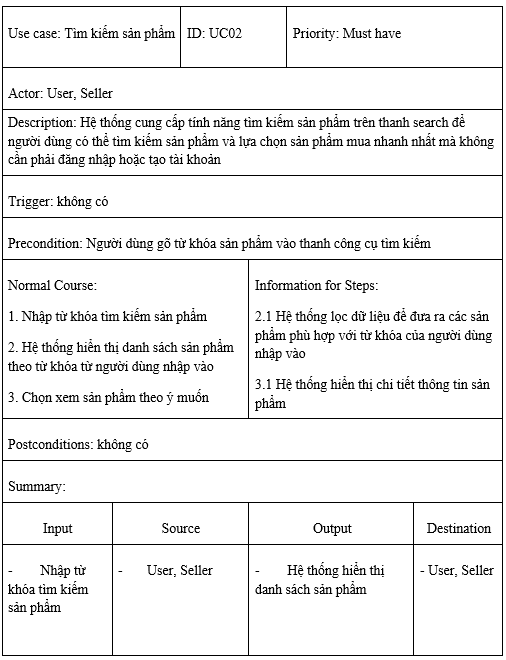 Use case: Tìm kiếm sản phẩm
ID: UC02
Priority: Must have
Actor: User, Seller
Description: Hệ thống cung cấp tính năng tìm kiếm sản phẩm trên thanh search để
người dùng có thể tìm kiếm sản phẩm và lựa chọn sản phẩm mua nhanh nhất mà không
cần phải đăng nhập hoặc tạo tài khoản
Trigger: không có
Precondition: Người dùng gõ từ khóa sản phẩm vào thanh công cụ tìm kiếm
Normal Course:
1. Nhập từ khóa tìm kiếm sản phẩm
2. Hệ thống hiển thị danh sách sản phẩm
theo từ khóa từ người dùng nhập vào
3. Chọn xem sản phẩm theo ý muốn
Information for Steps:
2.1 Hệ thống lọc dữ liệu để đưa ra các sản
phẩm phù hợp với từ khóa của người dùng
nhập vào
3.1 Hệ thống hiển thị chi tiết thông tin sản
phẩm
Postconditions: không có
Summary:
Input
Source
Output
Destination
- Nhập từ
khóa tìm kiếm
sản phẩm
- User, Seller
- Hệ thống hiển thị
danh sách sản phẩm
- User, Seller